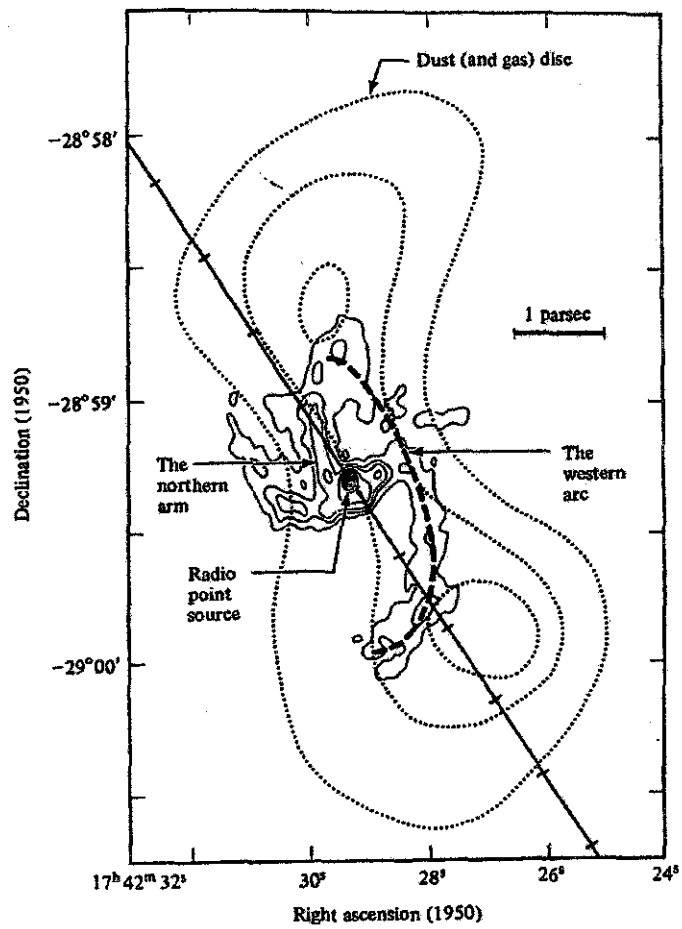 Dust (and gas) disc
−28°58′
1 parsec
−28°59′
The
northern
arm
The
western
arc
Declination (1950)
Radio
point
source
−29°00′
17ʰ 42ᵐ 32ˢ
30ˢ
28ˢ
26ˢ
24ˢ
Right ascension (1950)